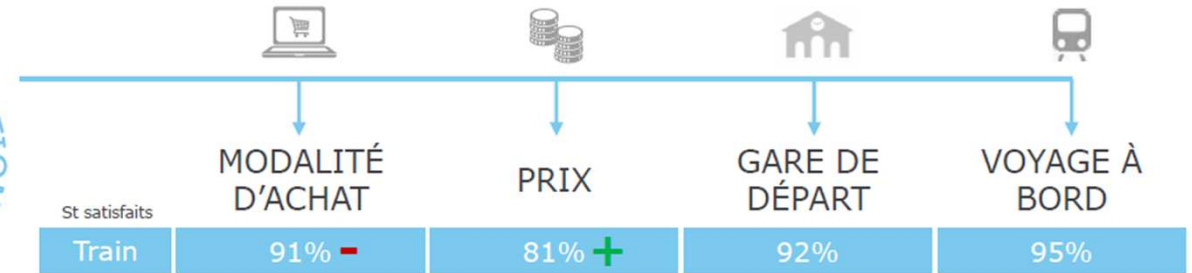 MODALITÉ
D’ACHAT
PRIX
GARE DE
DÉPART
VOYAGE À
BORD
St satisfaits
Train 91% - 81% + 92% 95%